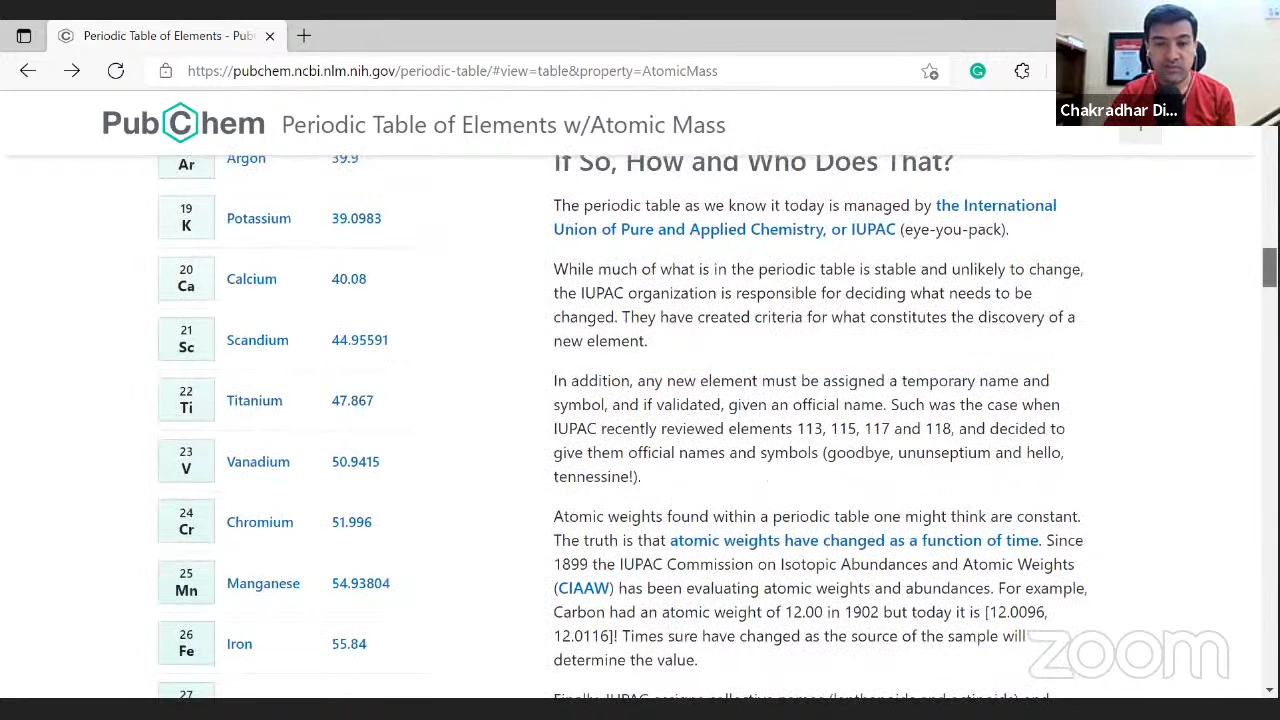 Periodic Table of Elements - Pub
https://pubchem.ncbi.nlm.nih.gov/periodic-table/#view=table&property=AtomicMass
Chakradhar Di...
PubChem Periodic Table of Elements w/Atomic Mass
Ar Argon 39.9
19
K Potassium 39.0983
20
Ca Calcium 40.08
21
Sc Scandium 44.95591
22
Ti Titanium 47.867
23
V Vanadium 50.9415
24
Cr Chromium 51.996
25
Mn Manganese 54.93804
26
Fe Iron 55.84
27
If So, How and Who Does That?
The periodic table as we know it today is managed by the International
Union of Pure and Applied Chemistry, or IUPAC (eye-you-pack).
While much of what is in the periodic table is stable and unlikely to change,
the IUPAC organization is responsible for deciding what needs to be
changed. They have created criteria for what constitutes the discovery of a
new element.
In addition, any new element must be assigned a temporary name and
symbol, and if validated, given an official name. Such was the case when
IUPAC recently reviewed elements 113, 115, 117 and 118, and decided to
give them official names and symbols (goodbye, ununseptium and hello,
tennessine!).
Atomic weights found within a periodic table one might think are constant.
The truth is that atomic weights have changed as a function of time. Since
1899 the IUPAC Commission on Isotopic Abundances and Atomic Weights
(CIAAW) has been evaluating atomic weights and abundances. For example,
Carbon had an atomic weight of 12.00 in 1902 but today it is [12.0096,
12.0116]! Times sure have changed as the source of the sample will
determine the value.
Finally, IUPAC assigns collective names (lanthanoids and actinoids) and
zoom